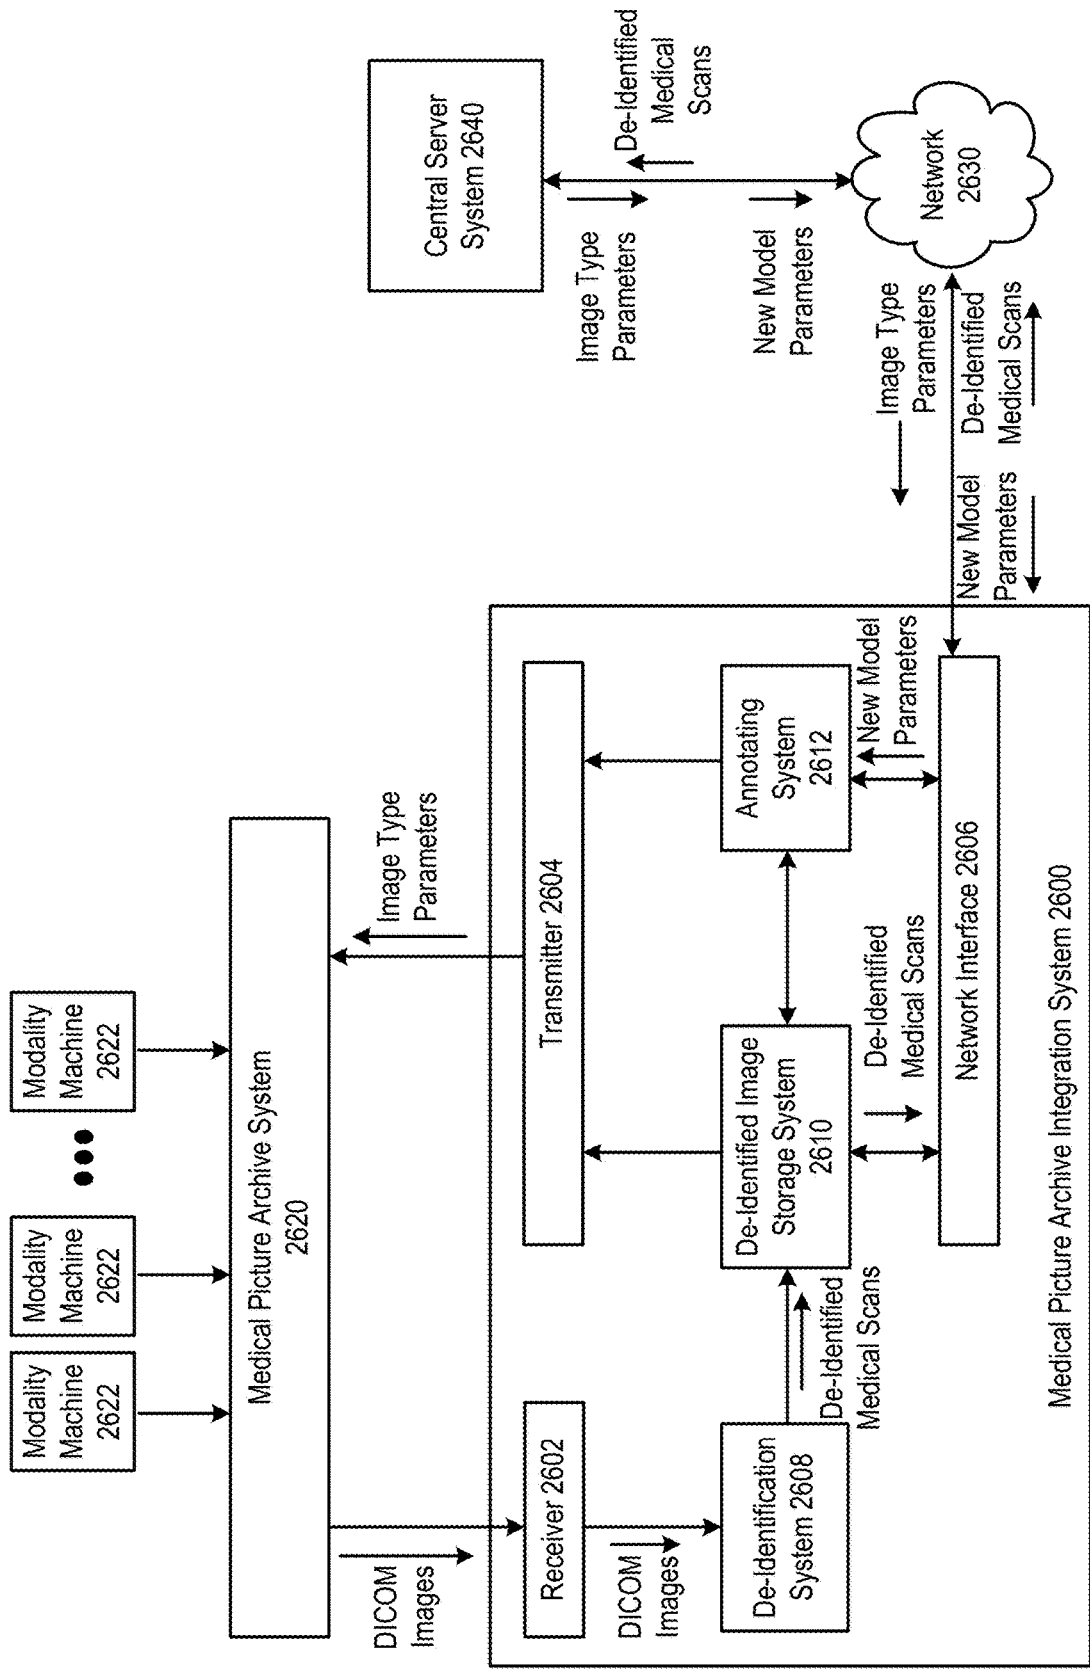 Modality
Machine
2622
Modality
Machine
2622
Modality
Machine
2622
Medical Picture Archive System
2620
DICOM
Images
Image Type
Parameters
Receiver 2602
Transmitter 2604
DICOM
Images
De-Identification
System 2608
De-Identified
Medical Scans
De-Identified Image
Storage System
2610
Annotating
System
2612
De-Identified
Medical Scans
New Model
Parameters
Network Interface 2606
Medical Picture Archive Integration System 2600
Image Type
Parameters
New Model
Parameters
De-Identified
Medical Scans
Network
2630
Central Server
System 2640
Image Type
Parameters
New Model
Parameters
De-Identified
Medical
Scans